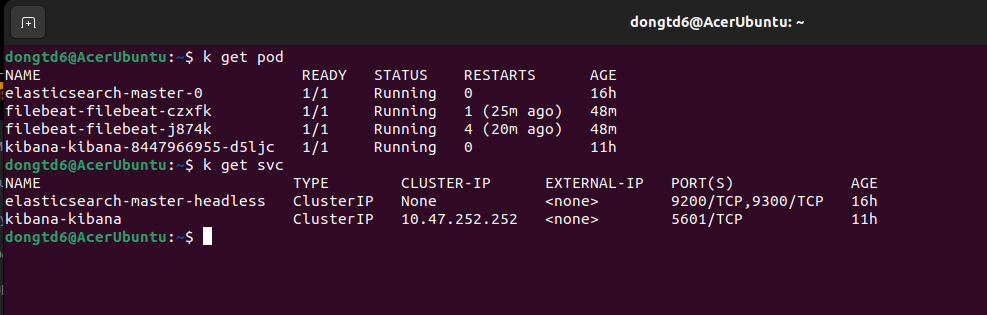 dongtd6@AcerUbuntu: ~
dongtd6@AcerUbuntu:~$ k get pod
NAME READY STATUS RESTARTS AGE
elasticsearch-master-0 1/1 Running 0 16h
filebeat-filebeat-czxfk 1/1 Running 1 (25m ago) 48m
filebeat-filebeat-j874k 1/1 Running 4 (20m ago) 48m
kibana-kibana-8447966955-d5ljc 1/1 Running 0 11h
dongtd6@AcerUbuntu:~$ k get svc
NAME TYPE CLUSTER-IP EXTERNAL-IP PORT(S) AGE
elasticsearch-master-headless ClusterIP None <none> 9200/TCP,9300/TCP 16h
kibana-kibana ClusterIP 10.47.252.252 <none> 5601/TCP 11h
dongtd6@AcerUbuntu:~$